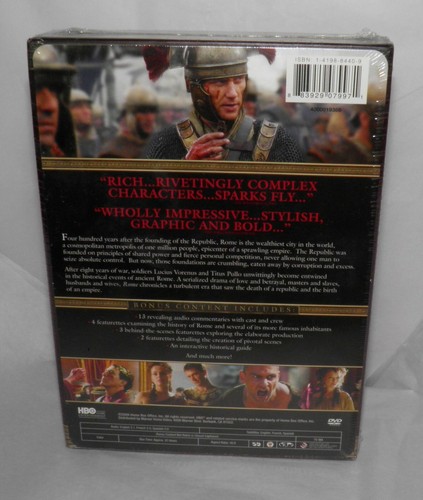 ISBN: 1-4198-8445-9
8 83929 07997 1
"RICH...RIVETINGLY COMPLEX
CHARACTERS...SPARKS FLY..."
"WHOLLY IMPRESSIVE...STYLISH,
GRAPHIC AND BOLD..."
Four hundred years after the founding of the Republic, Rome is the wealthiest city in the world,
a cosmopolitan metropolis of one million people, epicenter of a sprawling empire. The Republic was
founded on principles of shared power and fierce personal competition, never allowing one man to
seize absolute control. But now, those foundations are crumbling, eaten away by corruption and excess.
After eight years of war, soldiers Lucius Vorenus and Titus Pullo unwittingly become entwined
in the historical events of ancient Rome. A serialized drama of love and betrayal, masters and slaves,
husbands and wives, Rome chronicles a turbulent era that saw the death of a republic and the birth
of an empire.
BONUS CONTENT INCLUDES:
· 13 revealing audio commentaries with cast and crew
· 4 featurettes examining the history of Rome and several of its more famous inhabitants
· 3 behind-the-scenes featurettes exploring the elaborate production
· 2 featurettes detailing the creation of pivotal scenes
· An interactive historical guide
And much more!
HBO
DVD